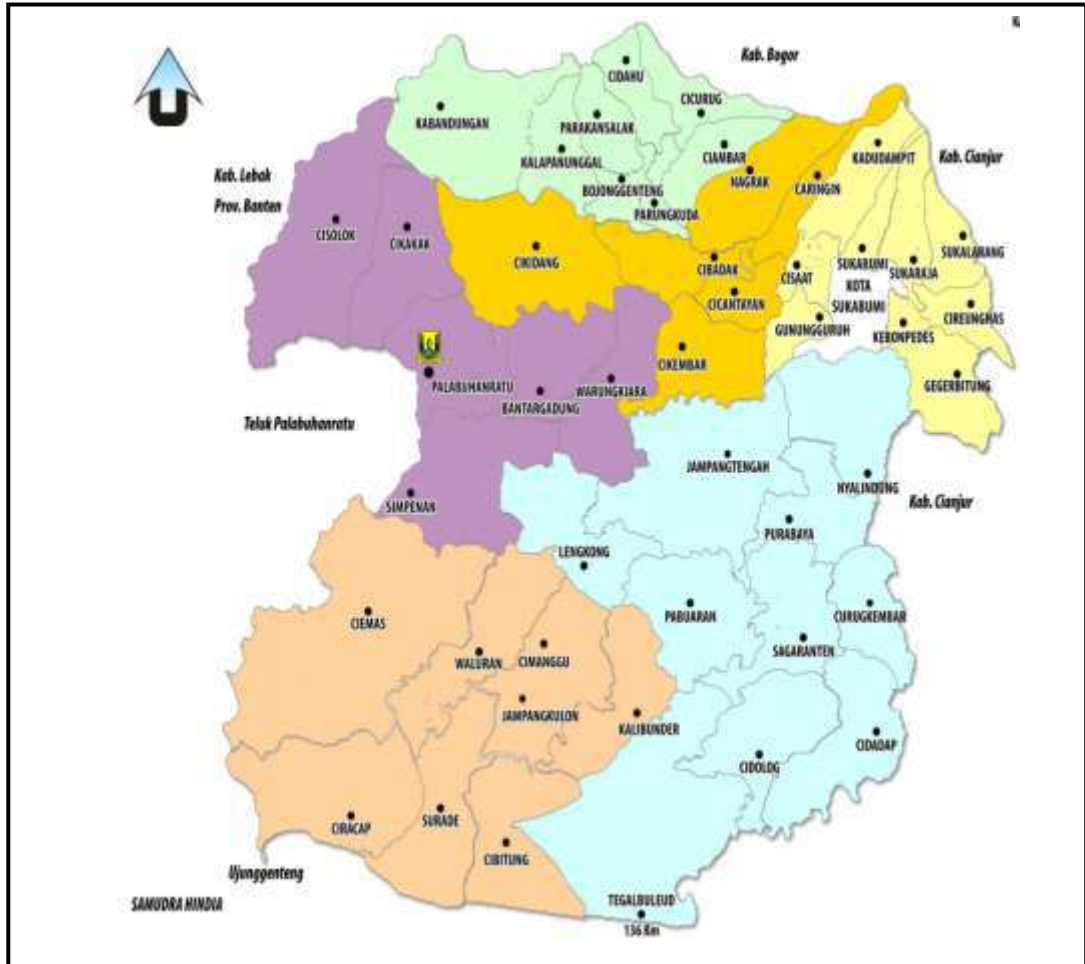 Kab. Bogor
CIDAHU
CICURUG
KABANDUNGAN
PARAKANSALAK
KALAPANUNGGAL
CIAMBAR
KADUDAMPIT
Kab. Cianjur
Kab. Lebak
Prov. Banten
NAGRAK
CARINGIN
BOJONGGENTENG
PARUNGKUDA
CISOLOK
CIKAKAK
CIKIDANG
CIBADAK
CISAAT
SUKABUMI
SUKARAJA
SUKALARANG
KOTA
SUKABUMI
CICANTAYAN
GUNUNGGURUH
KEBONPEDES
CIREUNGHAS
CIKEMBAR
GEGERBITUNG
PALABUHANRATU
BANTARGADUNG
WARUNGKIARA
Teluk Palabuhanratu
JAMPANGTENGAH
NYALINDUNG
SIMPENAN
Kab. Cianjur
PURABAYA
LENGKONG
CIEMAS
PABUARAN
CURUGKEMBAR
WALURAN
CIMANGGU
SAGARANTEN
JAMPANGKULON
KALIBUNDER
CIDADAP
CIDOLOG
CIRACAP
SURADE
CIBITUNG
Ujunggenteng
SAMUDRA HINDIA
TEGALBULEUD
136 Km